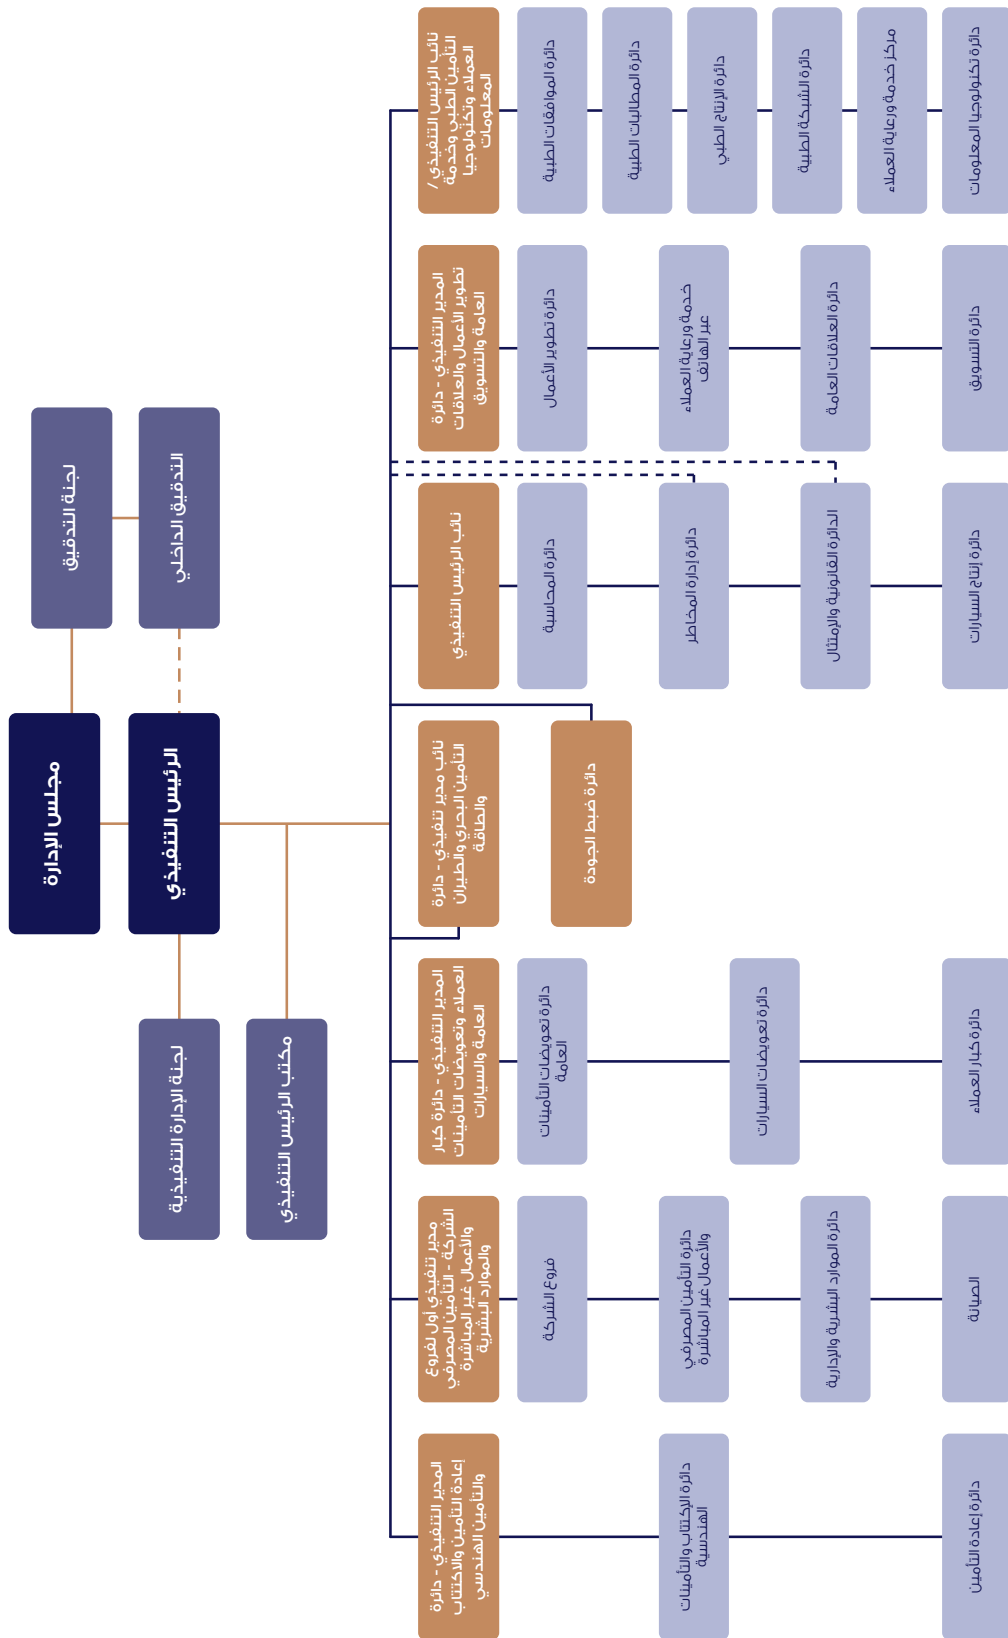 مجلس الإدارة
لجنة التدقيق
الرئيس التنفيذي
التدقيق الداخلي
لجنة الإدارة التنفيذية
مكتب الرئيس التنفيذي
نائب الرئيس التنفيذي /
التأمين الطبي وخدمة
العملاء وتكنولوجيا
المعلومات
دائرة الموافقات الطبية
دائرة المطالبات الطبية
دائرة الإنتاج الطبي
دائرة الشبكة الطبية
مركز خدمة ورعاية العملاء
دائرة تكنولوجيا المعلومات
المدير التنفيذي - دائرة
تطوير الأعمال والعلاقات
العامة والتسويق
دائرة تطوير الأعمال
خدمة ورعاية العملاء
عبر الهاتف
دائرة العلاقات العامة
دائرة التسويق
نائب الرئيس التنفيذي
دائرة المحاسبة
دائرة إدارة المخاطر
الدائرة القانونية والإمتثال
دائرة إنتاج السيارات
نائب مدير تنفيذي - دائرة
التأمين البحري والطيران
والطاقة
دائرة ضبط الجودة
المدير التنفيذي - دائرة كبار
العملاء وتعويضات التأمينات
العامة والسيارات
دائرة تعويضات التأمينات
العامة
دائرة تعويضات السيارات
دائرة كبار العملاء
مدير تنفيذي أول لفروع
الشركة - التأمين المصرفي
والأعمال غير المباشرة
والموارد البشرية
فروع الشركة
دائرة التأمين المصرفي
والأعمال غير المباشرة
دائرة الموارد البشرية والإدارية
الصيانة
المدير التنفيذي - دائرة
إعادة التأمين والاكتتاب
والتأمين الهندسي
دائرة الإكتتاب والتأمينات
الهندسية
دائرة إعادة التأمين